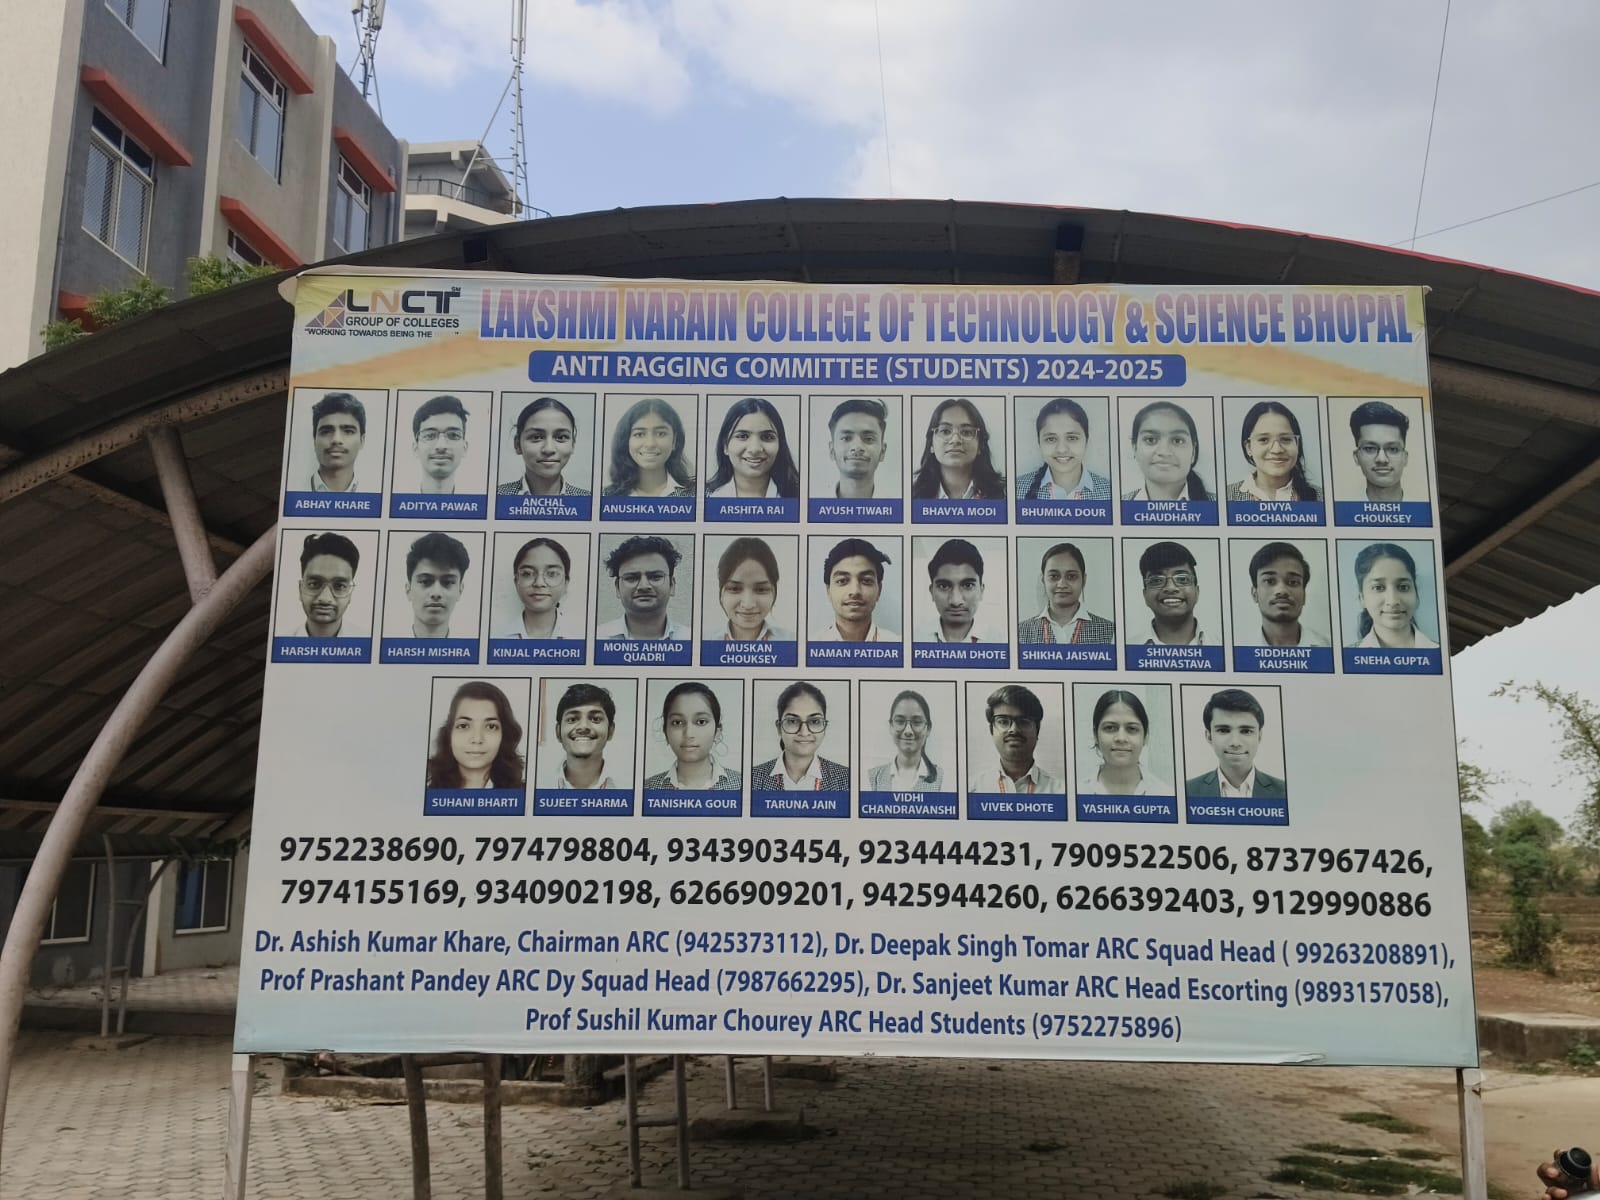 LNCT SM
GROUP OF COLLEGES
"WORKING TOWARDS BEING THE
LAKSHMI NARAIN COLLEGE OF TECHNOLOGY & SCIENCE BHOPAL
ANTI RAGGING COMMITTEE (STUDENTS) 2024-2025
ABHAY KHARE
ADITYA PAWAR
ANCHAL
SHRIVASTAVA
ANUSHKA YADAV
ARSHITA RAI
AYUSH TIWARI
BHAVYA MODI
BHUMIKA DOUR
DIMPLE
CHAUDHARY
DIVYA
BOOCHANDANI
HARSH
CHOUKSEY
HARSH KUMAR
HARSH MISHRA
KINJAL PACHORI
MONIS AHMAD
QUADRI
MUSKAN
CHOUKSEY
NAMAN PATIDAR
PRATHAM DHOTE
SHIKHA JAISWAL
SHIVANSH
SHRIVASTAVA
SIDDHANT
KAUSHIK
SNEHA GUPTA
SUHANI BHARTI
SUJEET SHARMA
TANISHKA GOUR
TARUNA JAIN
VIDHI
CHANDRAVANSHI
VIVEK DHOTE
YASHIKA GUPTA
YOGESH CHOURE
9752238690, 7974798804, 9343903454, 9234444231, 7909522506, 8737967426,
7974155169, 9340902198, 6266909201, 9425944260, 6266392403, 9129990886
Dr. Ashish Kumar Khare, Chairman ARC (9425373112), Dr. Deepak Singh Tomar ARC Squad Head ( 99263208891),
Prof Prashant Pandey ARC Dy Squad Head (7987662295), Dr. Sanjeet Kumar ARC Head Escorting (9893157058),
Prof Sushil Kumar Chourey ARC Head Students (9752275896)